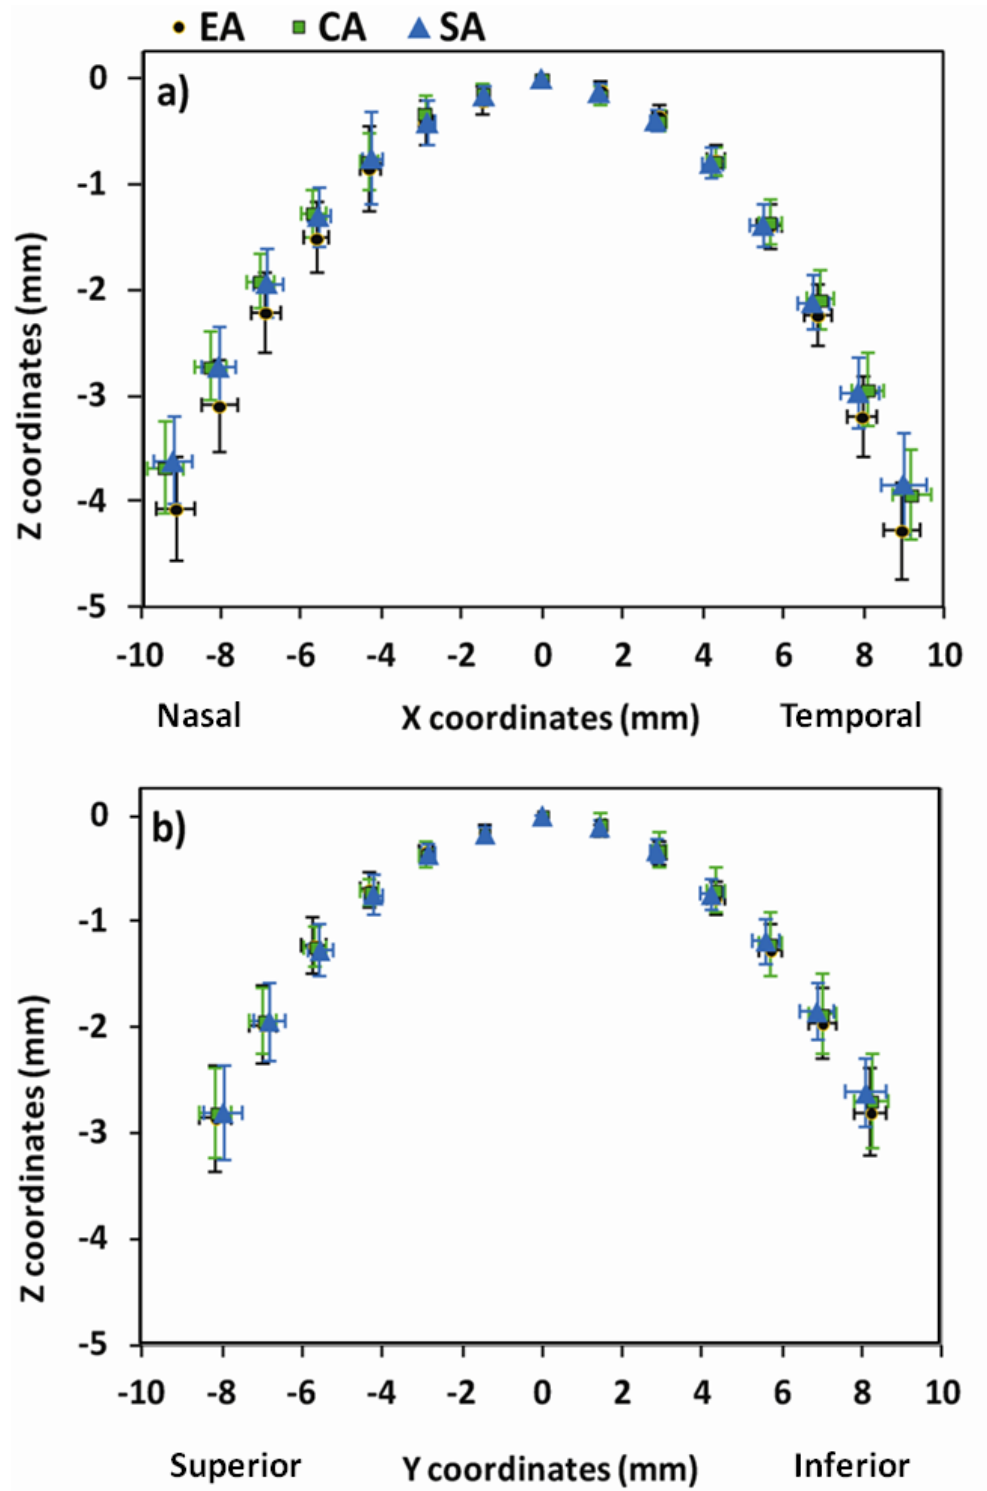 EA CA SA
a)
0
-1
-2
-3
-4
-5
Z coordinates (mm)
-10 -8 -6 -4 -2 0 2 4 6 8 10
Nasal X coordinates (mm) Temporal
b)
0
-1
-2
-3
-4
-5
Z coordinates (mm)
-10 -8 -6 -4 -2 0 2 4 6 8 10
Superior Y coordinates (mm) Inferior